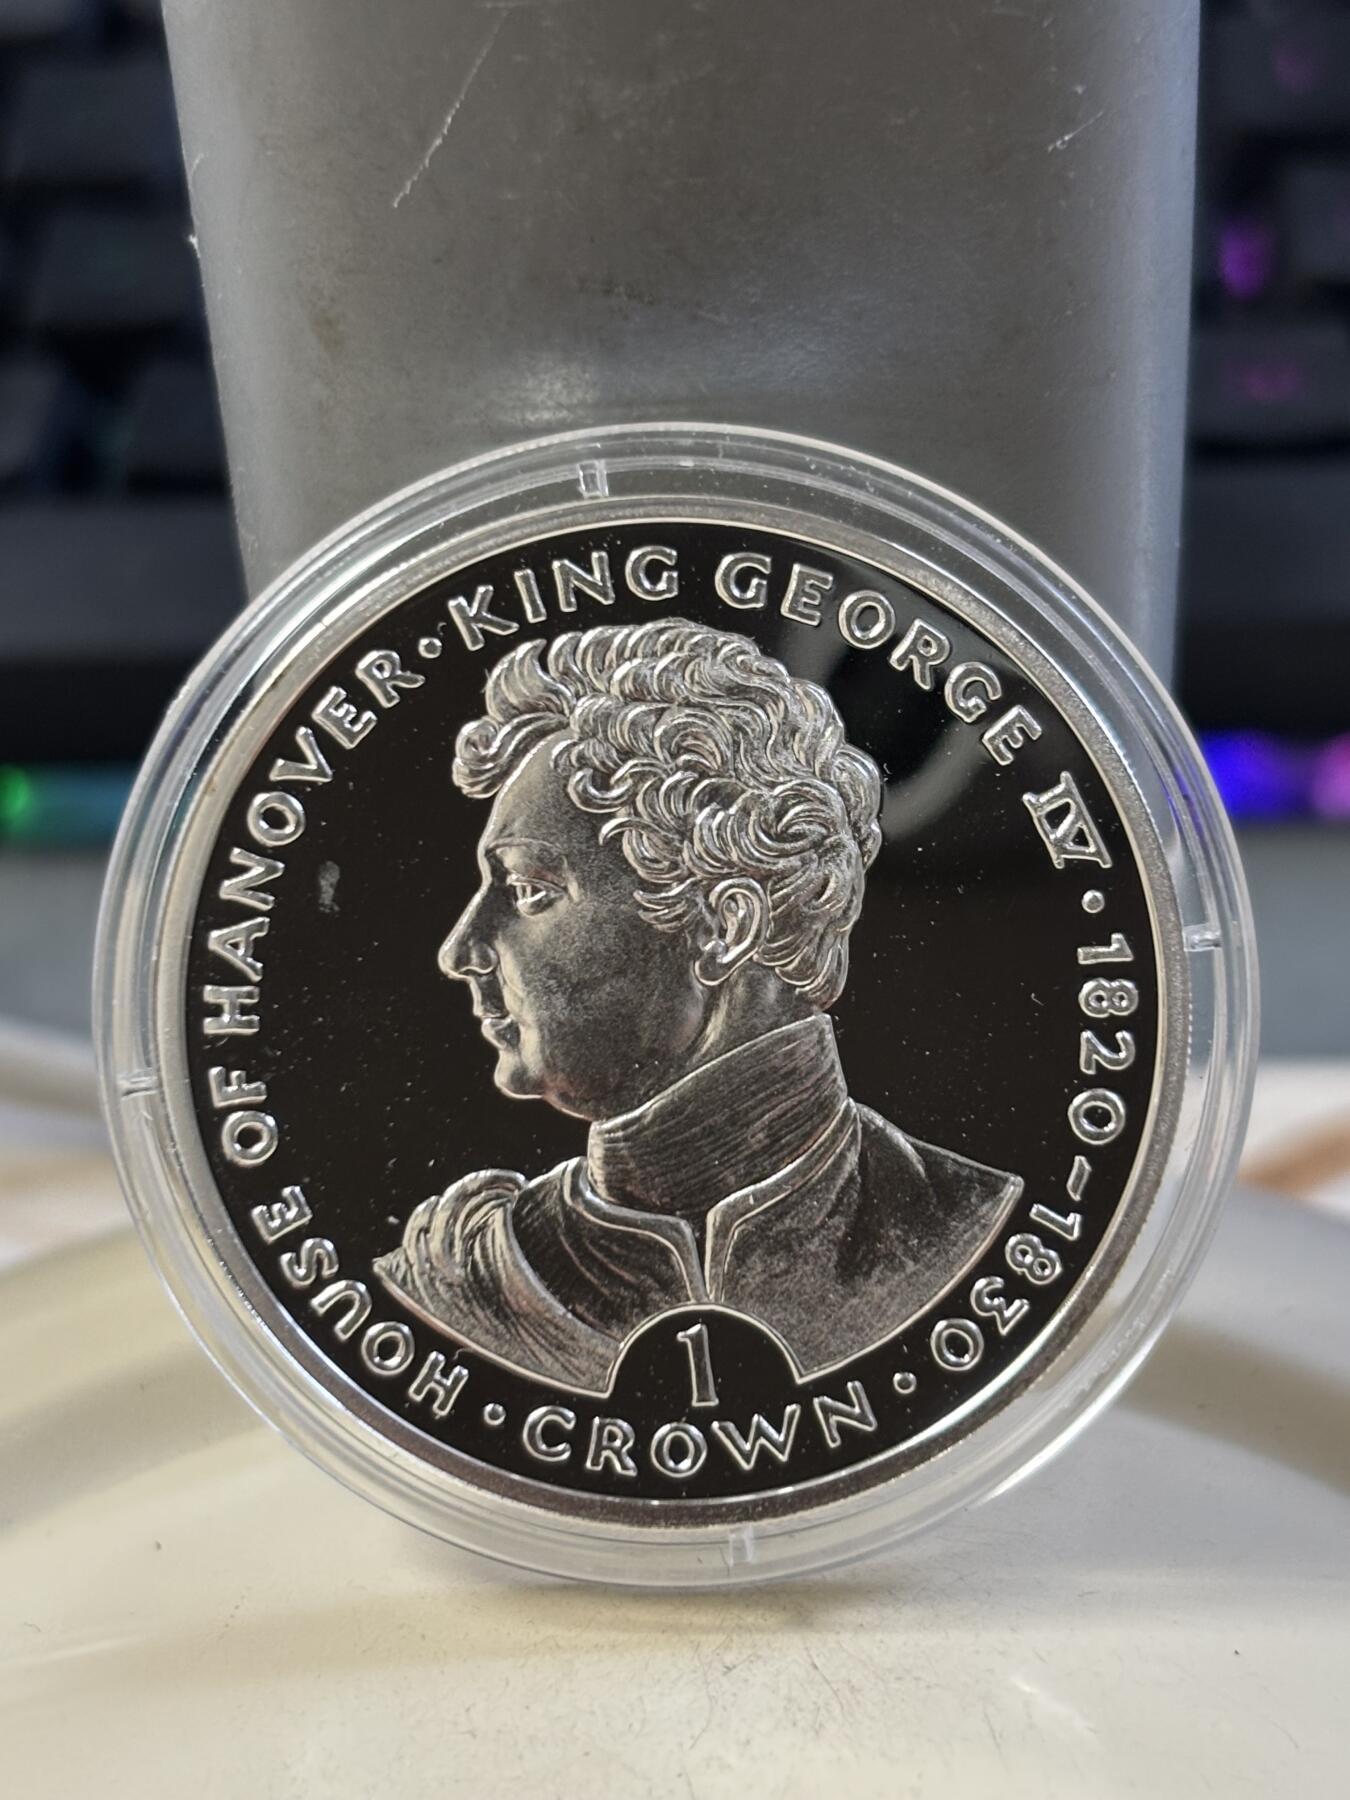 HOUSE OF HANOVER · KING GEORGE IV · 1820-1830 · CROWN ·
1